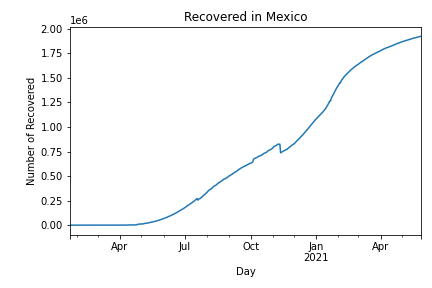 Recovered in Mexico
1e6
2.00
1.75
1.50
1.25
1.00
0.75
0.50
0.25
0.00
Number of Recovered
Apr
Jul
Oct
Jan
2021
Apr
Day